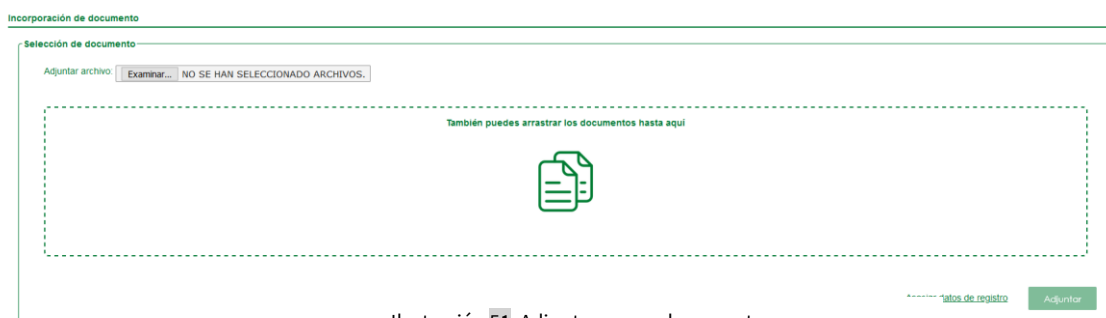 Incorporación de documento
Selección de documento
Adjuntar archivo: Examinar... NO SE HAN SELECCIONADO ARCHIVOS.
También puedes arrastrar los documentos hasta aquí
datos de registro Adjuntar